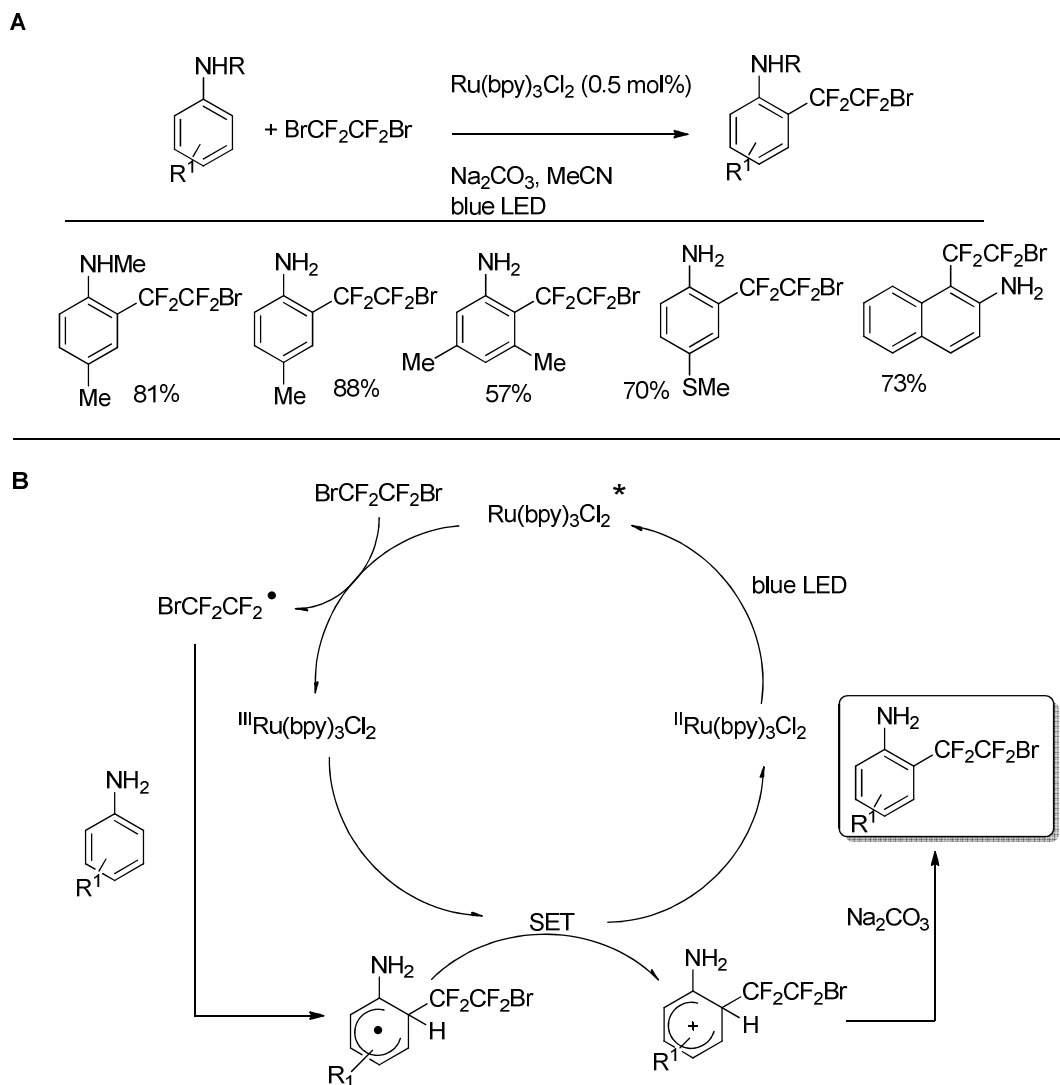 A
NHR
R¹
+ BrCF₂CF₂Br
Ru(bpy)₃Cl₂ (0.5 mol%)
Na₂CO₃, MeCN
blue LED
NHR
CF₂CF₂Br
R¹
NHMe
CF₂CF₂Br
Me
81%
NH₂
CF₂CF₂Br
Me
88%
NH₂
CF₂CF₂Br
Me
Me
57%
NH₂
CF₂CF₂Br
SMe
70%
CF₂CF₂Br
NH₂
73%
B
BrCF₂CF₂Br
Ru(bpy)₃Cl₂ *
blue LED
BrCF₂CF₂•
ᴵᴵᴵRu(bpy)₃Cl₂
ᴵᴵRu(bpy)₃Cl₂
NH₂
CF₂CF₂Br
R¹
NH₂
R¹
SET
Na₂CO₃
NH₂
CF₂CF₂Br
H
•
R₁
NH₂
CF₂CF₂Br
H
+
R¹